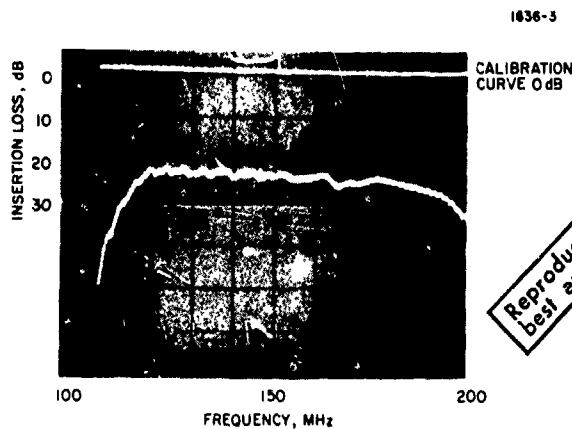 1636-3
INSERTION LOSS, dB
0
10
20
30
CALIBRATION
CURVE 0 dB
100
150
200
FREQUENCY, MHz
Reprodu
best a